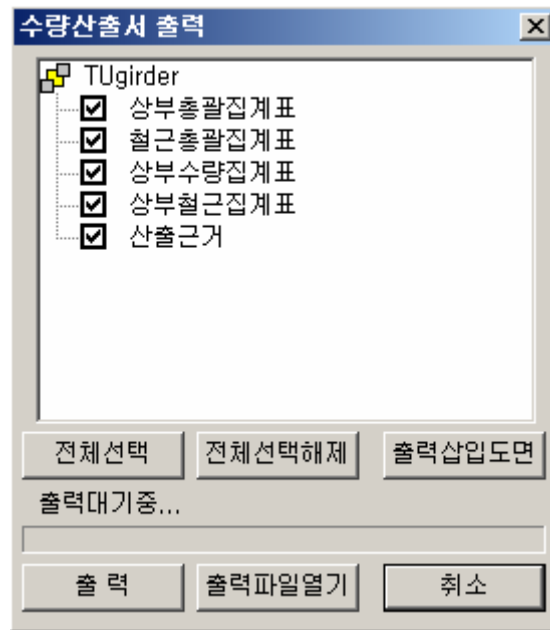 수량산출서 출력
TUgirder
상부총괄집계표
철근총괄집계표
상부수량집계표
상부철근집계표
산출근거
전체선택 전체선택해제 출력삽입도면
출력대기중...
출 력 출력파일열기 취소